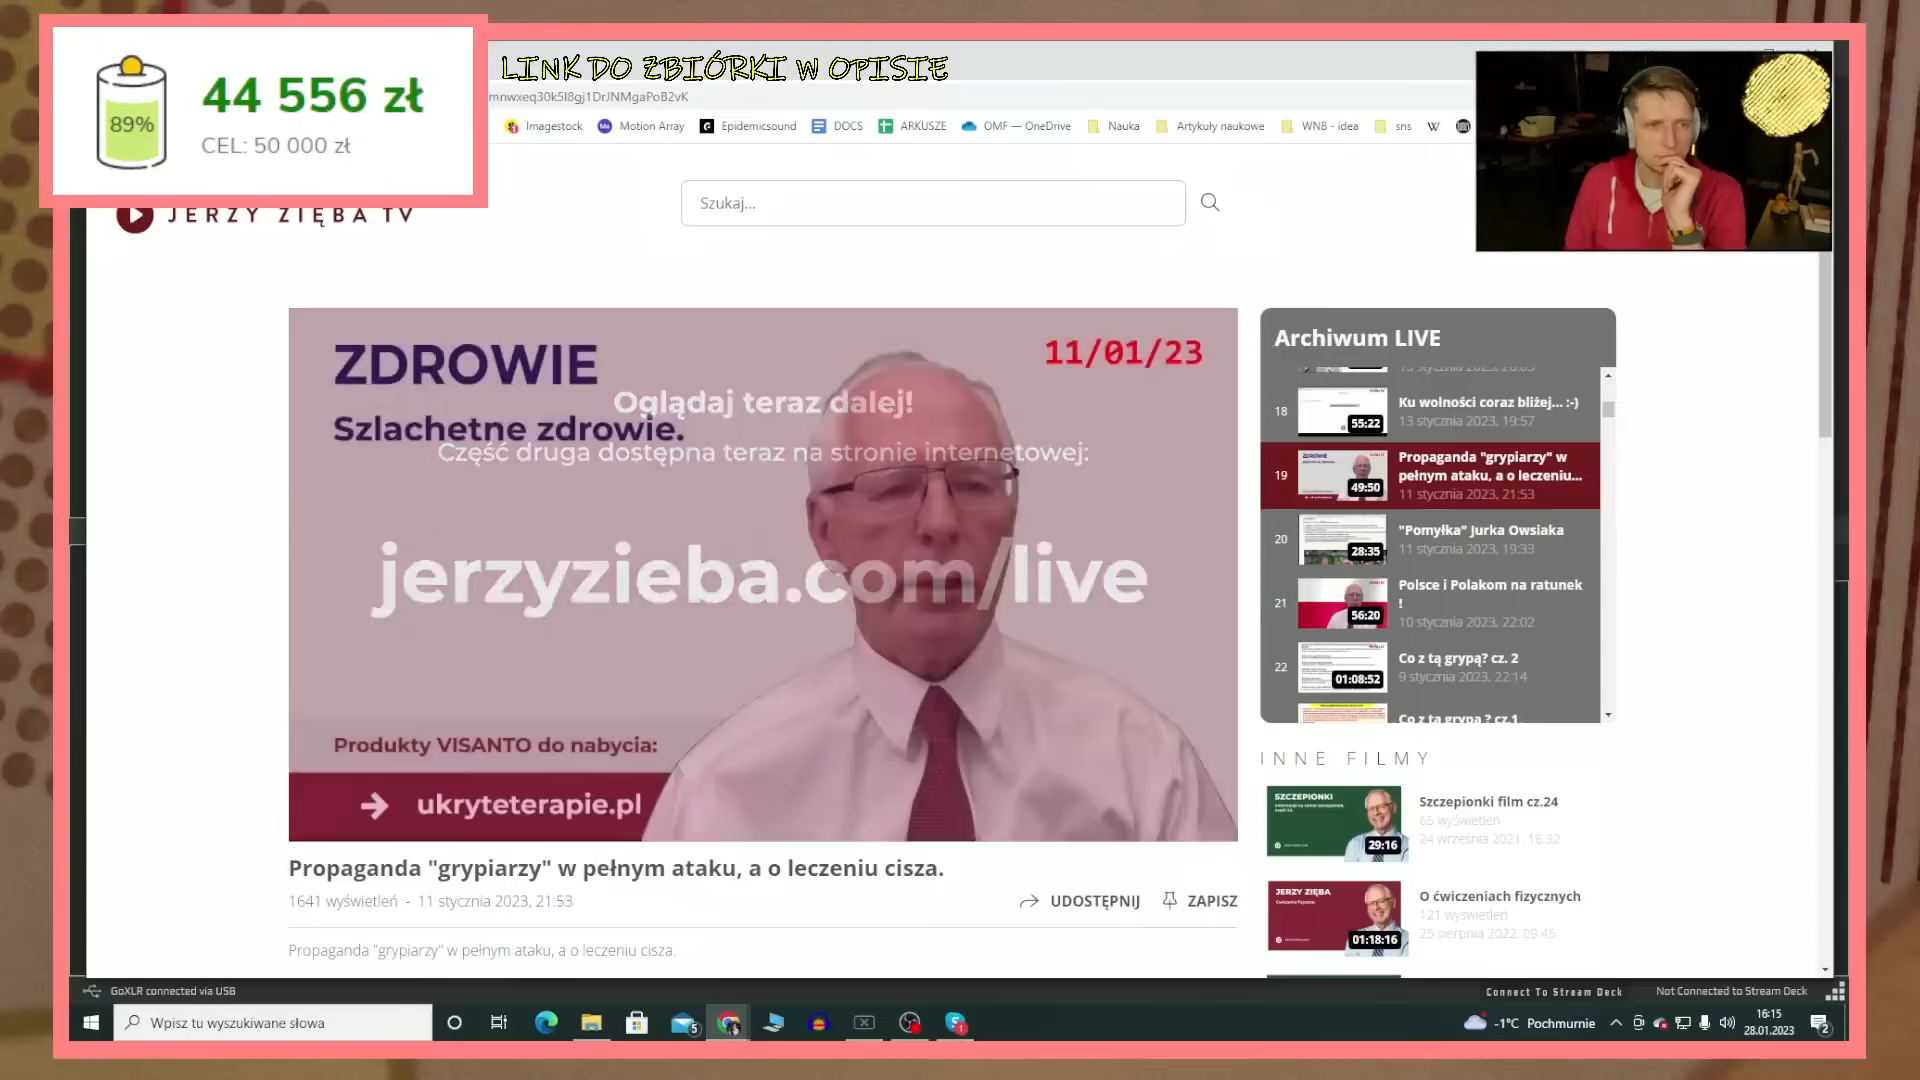 LINK DO ZBIÓRKI W OPISIE
89%
44 556 zł
CEL: 50 000 zł
mnwxeq30k5l8gj1DrJNMgaPoB2vK
Imagestock
Motion Array
Epidemicsound
DOCS
ARKUSZE
OMF — OneDrive
Nauka
Artykuły naukowe
WNB - idea
sns
W
JERZY ZIĘBA TV
Szukaj...
ZDROWIE
Szlachetne zdrowie.
11/01/23
Oglądaj teraz dalej!
Część druga dostępna teraz na stronie internetowej:
jerzyzieba.com/live
Produkty VISANTO do nabycia:
ukryteterapie.pl
Archiwum LIVE
18
55:22
Ku wolności coraz bliżej... :-)
13 stycznia 2023, 19:57
19
49:50
Propaganda "grypiarzy" w
pełnym ataku, a o leczeniu...
11 stycznia 2023, 21:53
20
28:35
"Pomyłka" Jurka Owsiaka
11 stycznia 2023, 19:33
21
56:20
Polsce i Polakom na ratunek
!
10 stycznia 2023, 22:02
22
01:08:52
Co z tą grypą? cz. 2
9 stycznia 2023, 22:14
Co z tą grypą ? cz.1
Propaganda "grypiarzy" w pełnym ataku, a o leczeniu cisza.
1641 wyświetleń - 11 stycznia 2023, 21:53
UDOSTĘPNIJ
ZAPISZ
Propaganda "grypiarzy" w pełnym ataku, a o leczeniu cisza.
INNE FILMY
SZCZEPIONKI
29:16
Szczepionki film cz.24
65 wyświetleń
24 września 2021, 16:32
JERZY ZIĘBA
01:18:16
O ćwiczeniach fizycznych
121 wyświetleń
25 sierpnia 2022, 09:45
GoXLR connected via USB
Connect To Stream Deck
Not Connected to Stream Deck
Wpisz tu wyszukiwane słowa
5
1
-1°C Pochmurnie
16:15
28.01.2023
2